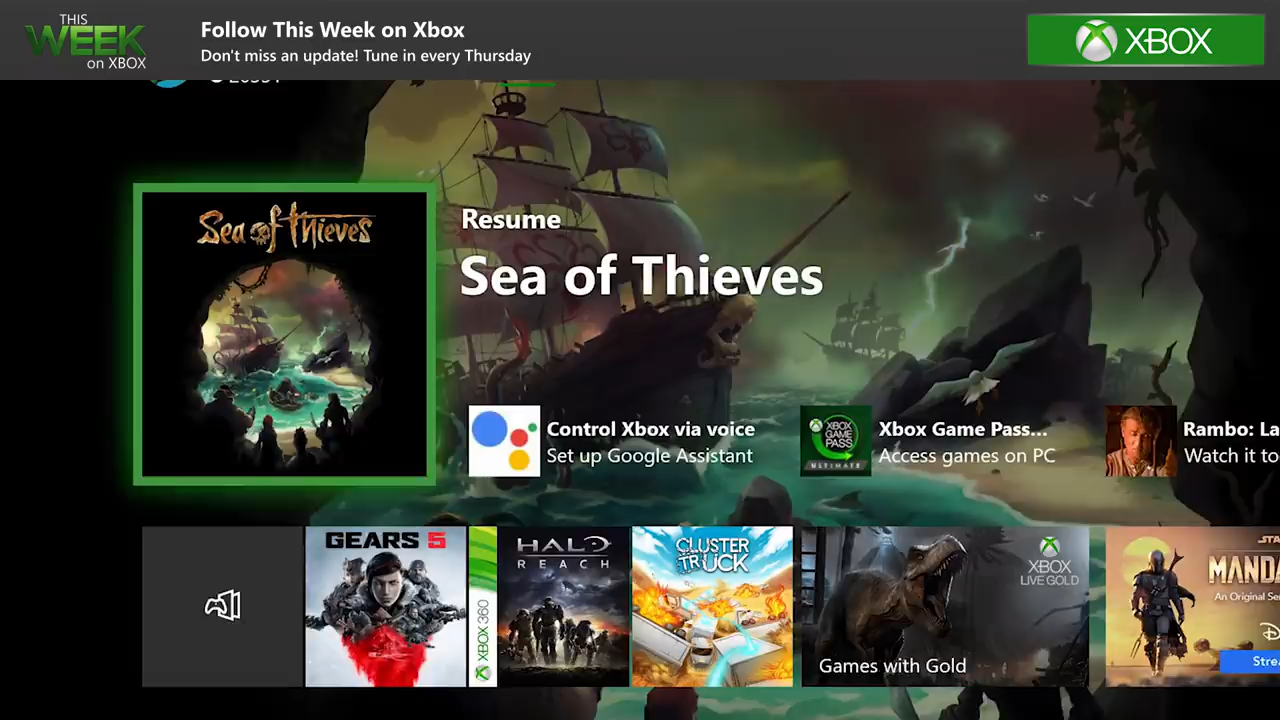 THIS
WEEK
on XBOX
Follow This Week on Xbox
Don't miss an update! Tune in every Thursday
XBOX
Sea of Thieves
Resume
Sea of Thieves
Control Xbox via voice
Set up Google Assistant
XBOX
GAME
PASS
ULTIMATE
Xbox Game Pass...
Access games on PC
Rambo: La
Watch it to
GEARS 5
XBOX 360
HALO
REACH
CLUSTER
TRUCK
XBOX
LIVE GOLD
Games with Gold
STA
MANDA
An Original Ser
Strea